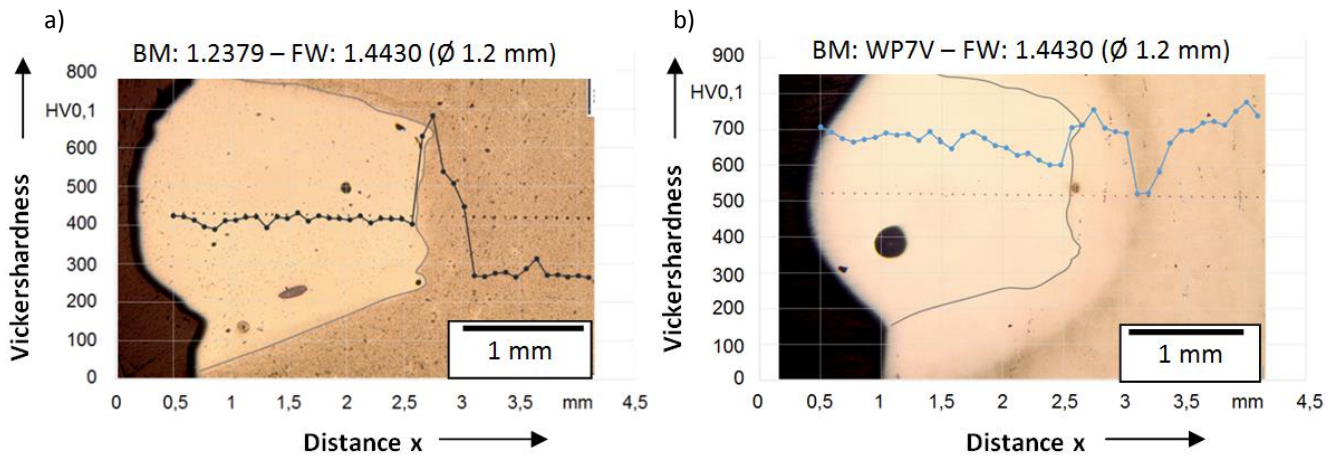 a)
BM: 1.2379 – FW: 1.4430 (Ø 1.2 mm)
800
HV0,1
600
500
400
300
200
100
0
Vickershardness
1 mm
0 0,5 1 1,5 2 2,5 3 3,5 mm 4,5
Distance x
b)
BM: WP7V – FW: 1.4430 (Ø 1.2 mm)
900
HV0,1
700
600
500
400
300
200
100
0
Vickershardness
1 mm
0 0,5 1 1,5 2 2,5 3 3,5 mm 4,5
Distance x